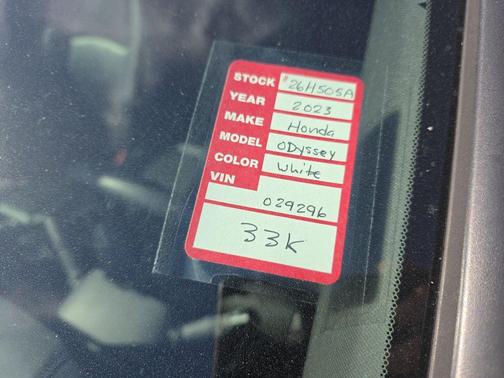 STOCK #26H505A
YEAR 2023
MAKE Honda
MODEL ODyssey
COLOR White
VIN
029296
33K